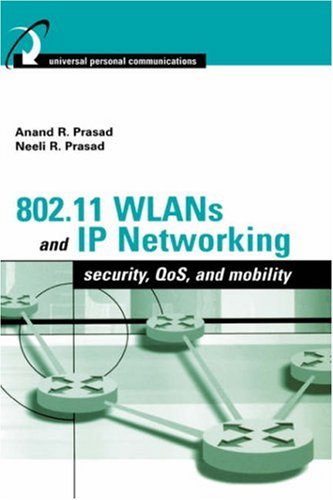 universal personal communications
Anand R. Prasad
Neeli R. Prasad
802.11 WLANs
and IP Networking
security, QoS, and mobility